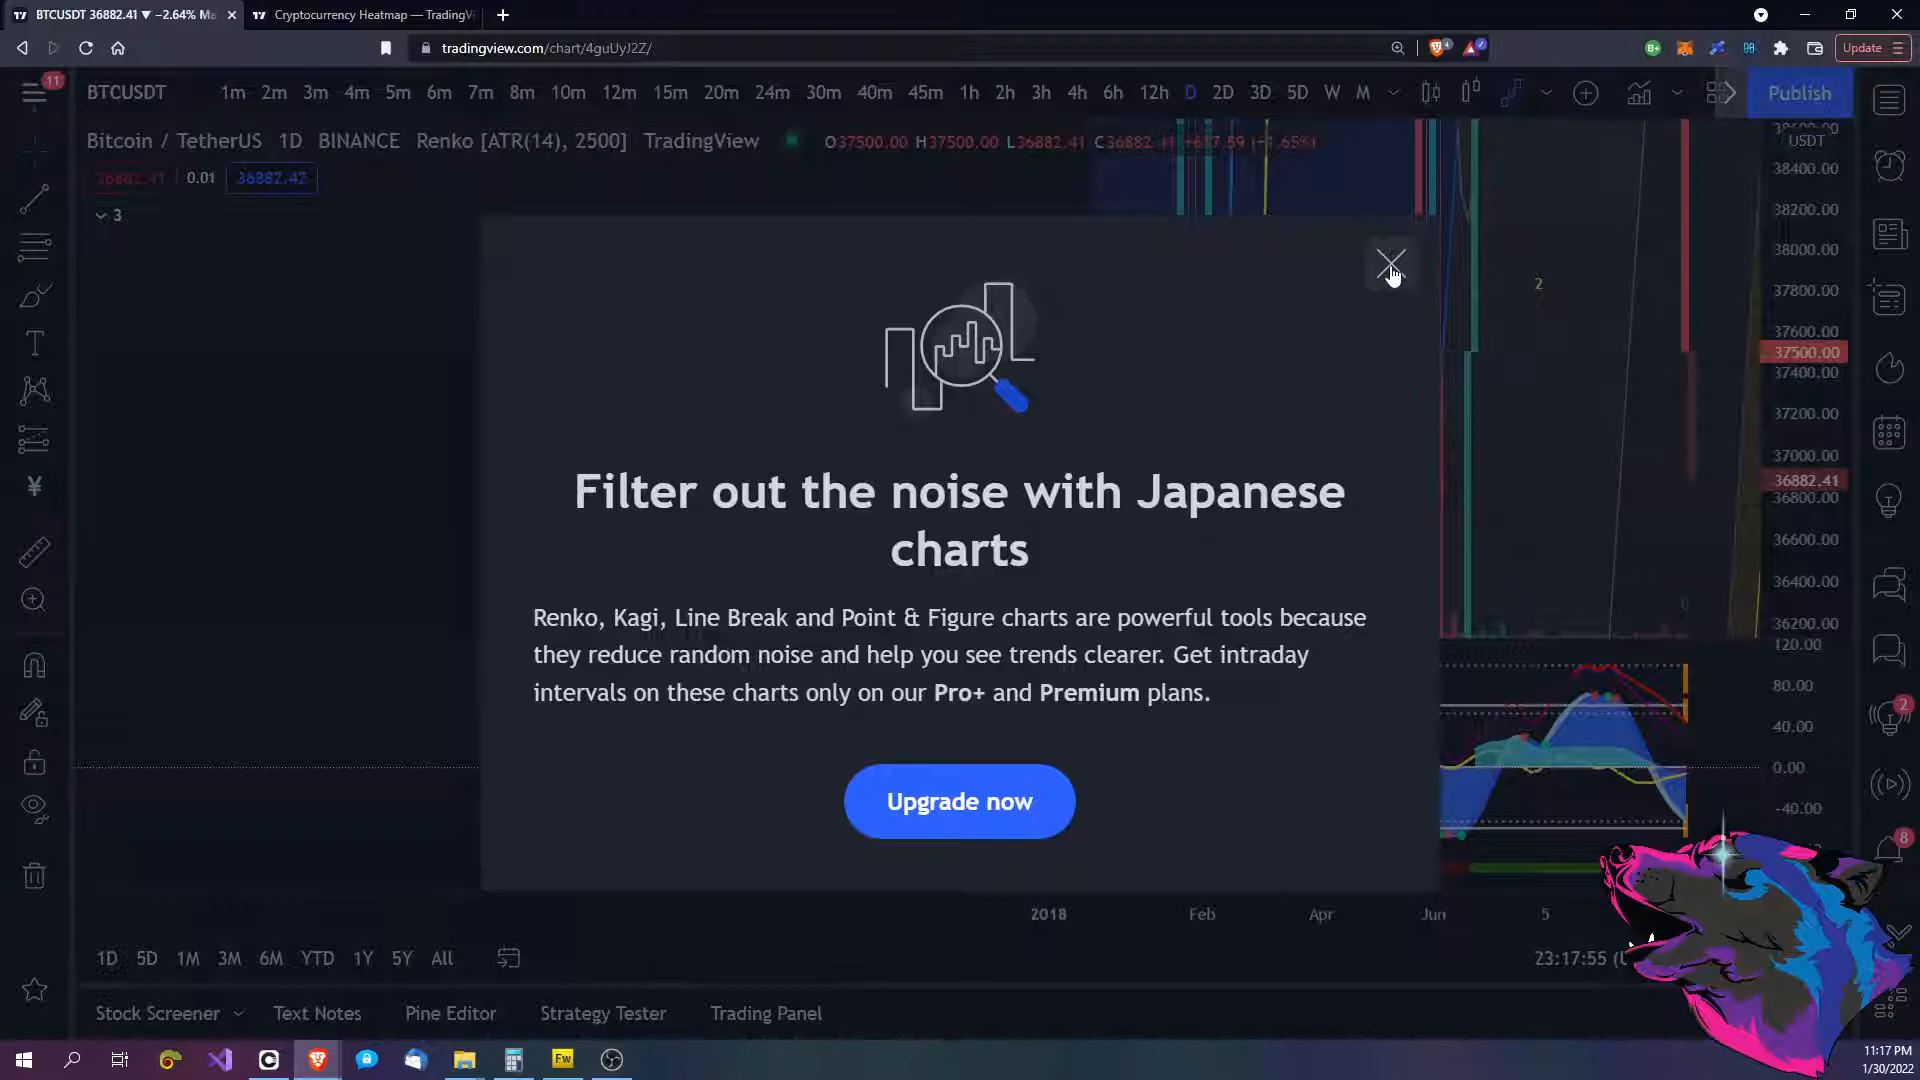 BTCUSDT 36882.41 ▼ −2.64%
Cryptocurrency Heatmap — TradingVi
tradingview.com/chart/4guUyJ2Z/
Update
11
BTCUSDT 1m 2m 3m 4m 5m 6m 7m 8m 10m 12m 15m 20m 24m 30m 40m 45m 1h 2h 3h 4h 6h 12h D 2D 3D 5D W M Publish
Bitcoin / TetherUS 1D BINANCE Renko [ATR(14), 2500] TradingView O37500.00 H37500.00 L36882.41 C36882.41
USDT
36882.41 0.01 36882.42
3
38400.00
38200.00
38000.00
2
37800.00
37600.00
37500.00
37400.00
37200.00
37000.00
36882.41
36800.00
36600.00
36400.00
36200.00
120.00
80.00
40.00
0.00
-40.00
2
8
Filter out the noise with Japanese
charts
Renko, Kagi, Line Break and Point & Figure charts are powerful tools because
they reduce random noise and help you see trends clearer. Get intraday
intervals on these charts only on our Pro+ and Premium plans.
Upgrade now
2018 Feb Apr Jun 5
1D 5D 1M 3M 6M YTD 1Y 5Y All 23:17:55
Stock Screener Text Notes Pine Editor Strategy Tester Trading Panel
Fw
11:17 PM
1/30/2022